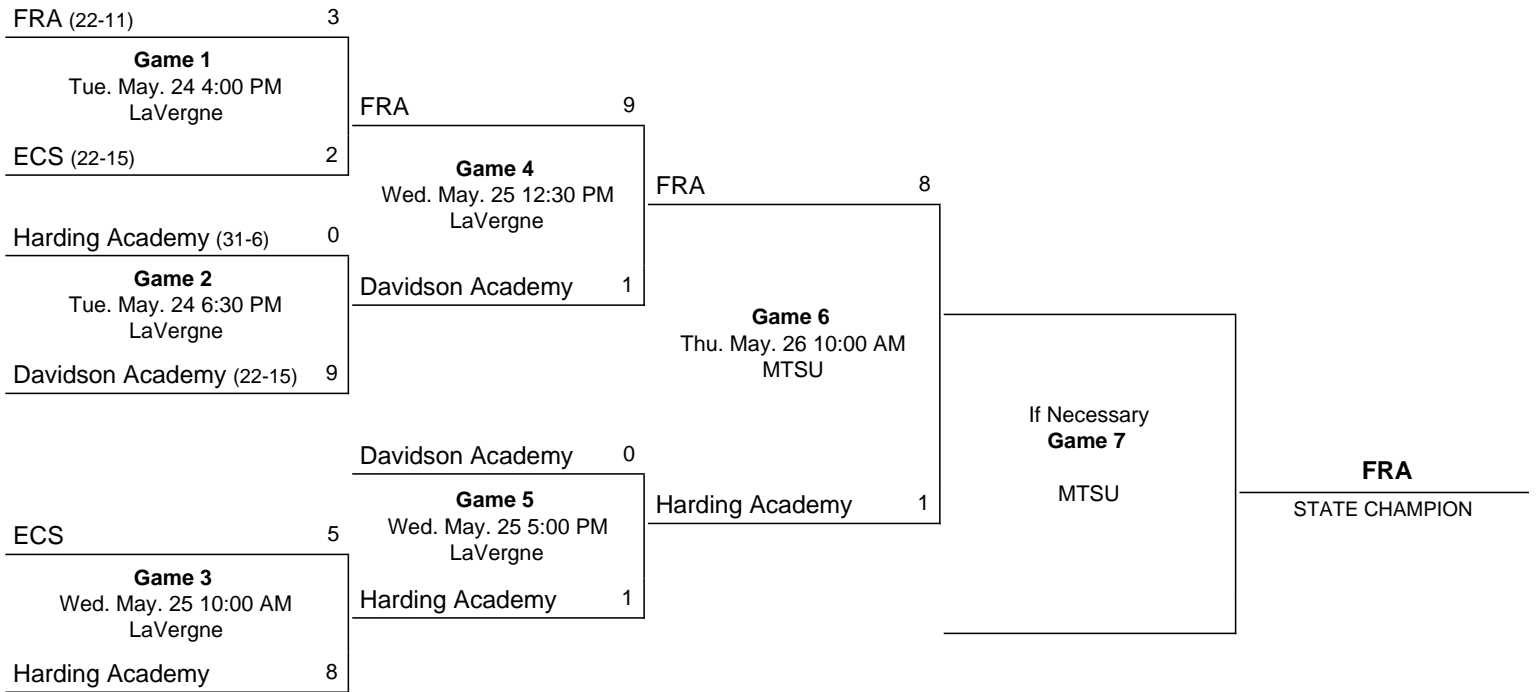 FRA (22-11) 3
Game 1
Tue. May. 24 4:00 PM
LaVergne
ECS (22-15) 2
Harding Academy (31-6) 0
Game 2
Tue. May. 24 6:30 PM
LaVergne
Davidson Academy (22-15) 9
ECS 5
Game 3
Wed. May. 25 10:00 AM
LaVergne
Harding Academy 8
FRA 9
Game 4
Wed. May. 25 12:30 PM
LaVergne
Davidson Academy 1
Davidson Academy 0
Game 5
Wed. May. 25 5:00 PM
LaVergne
Harding Academy 1
FRA 8
Game 6
Thu. May. 26 10:00 AM
MTSU
Harding Academy 1
If Necessary
Game 7
MTSU
FRA
STATE CHAMPION